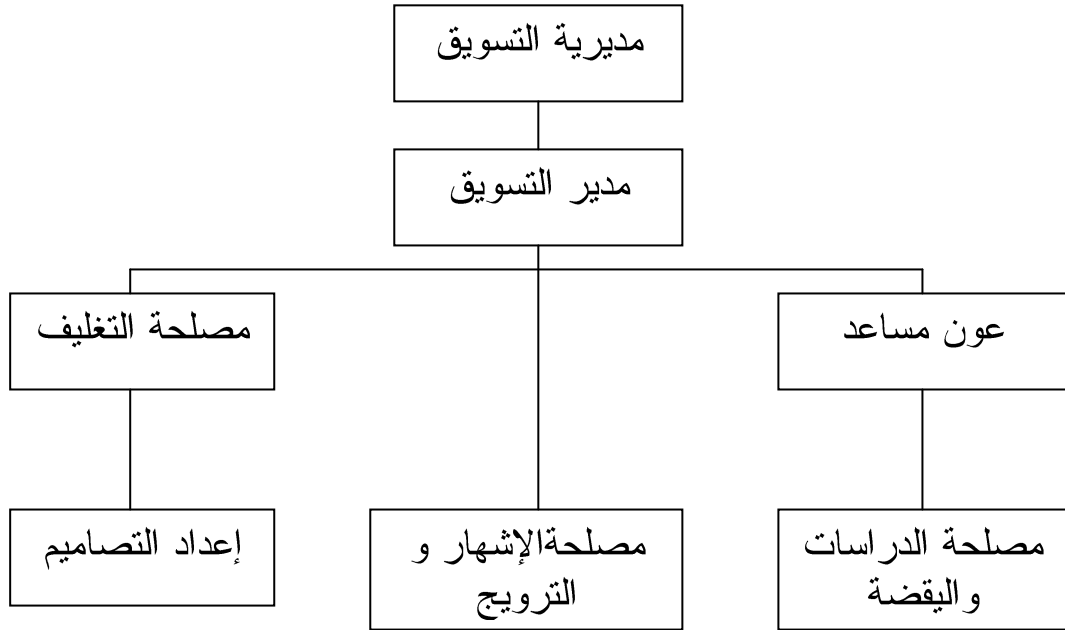 مديرية التسويق
مدير التسويق
عون مساعد
مصلحة التغليف
مصلحة الدراسات
واليقضة
مصلحةالإشهار و
الترويج
إعداد التصاميم